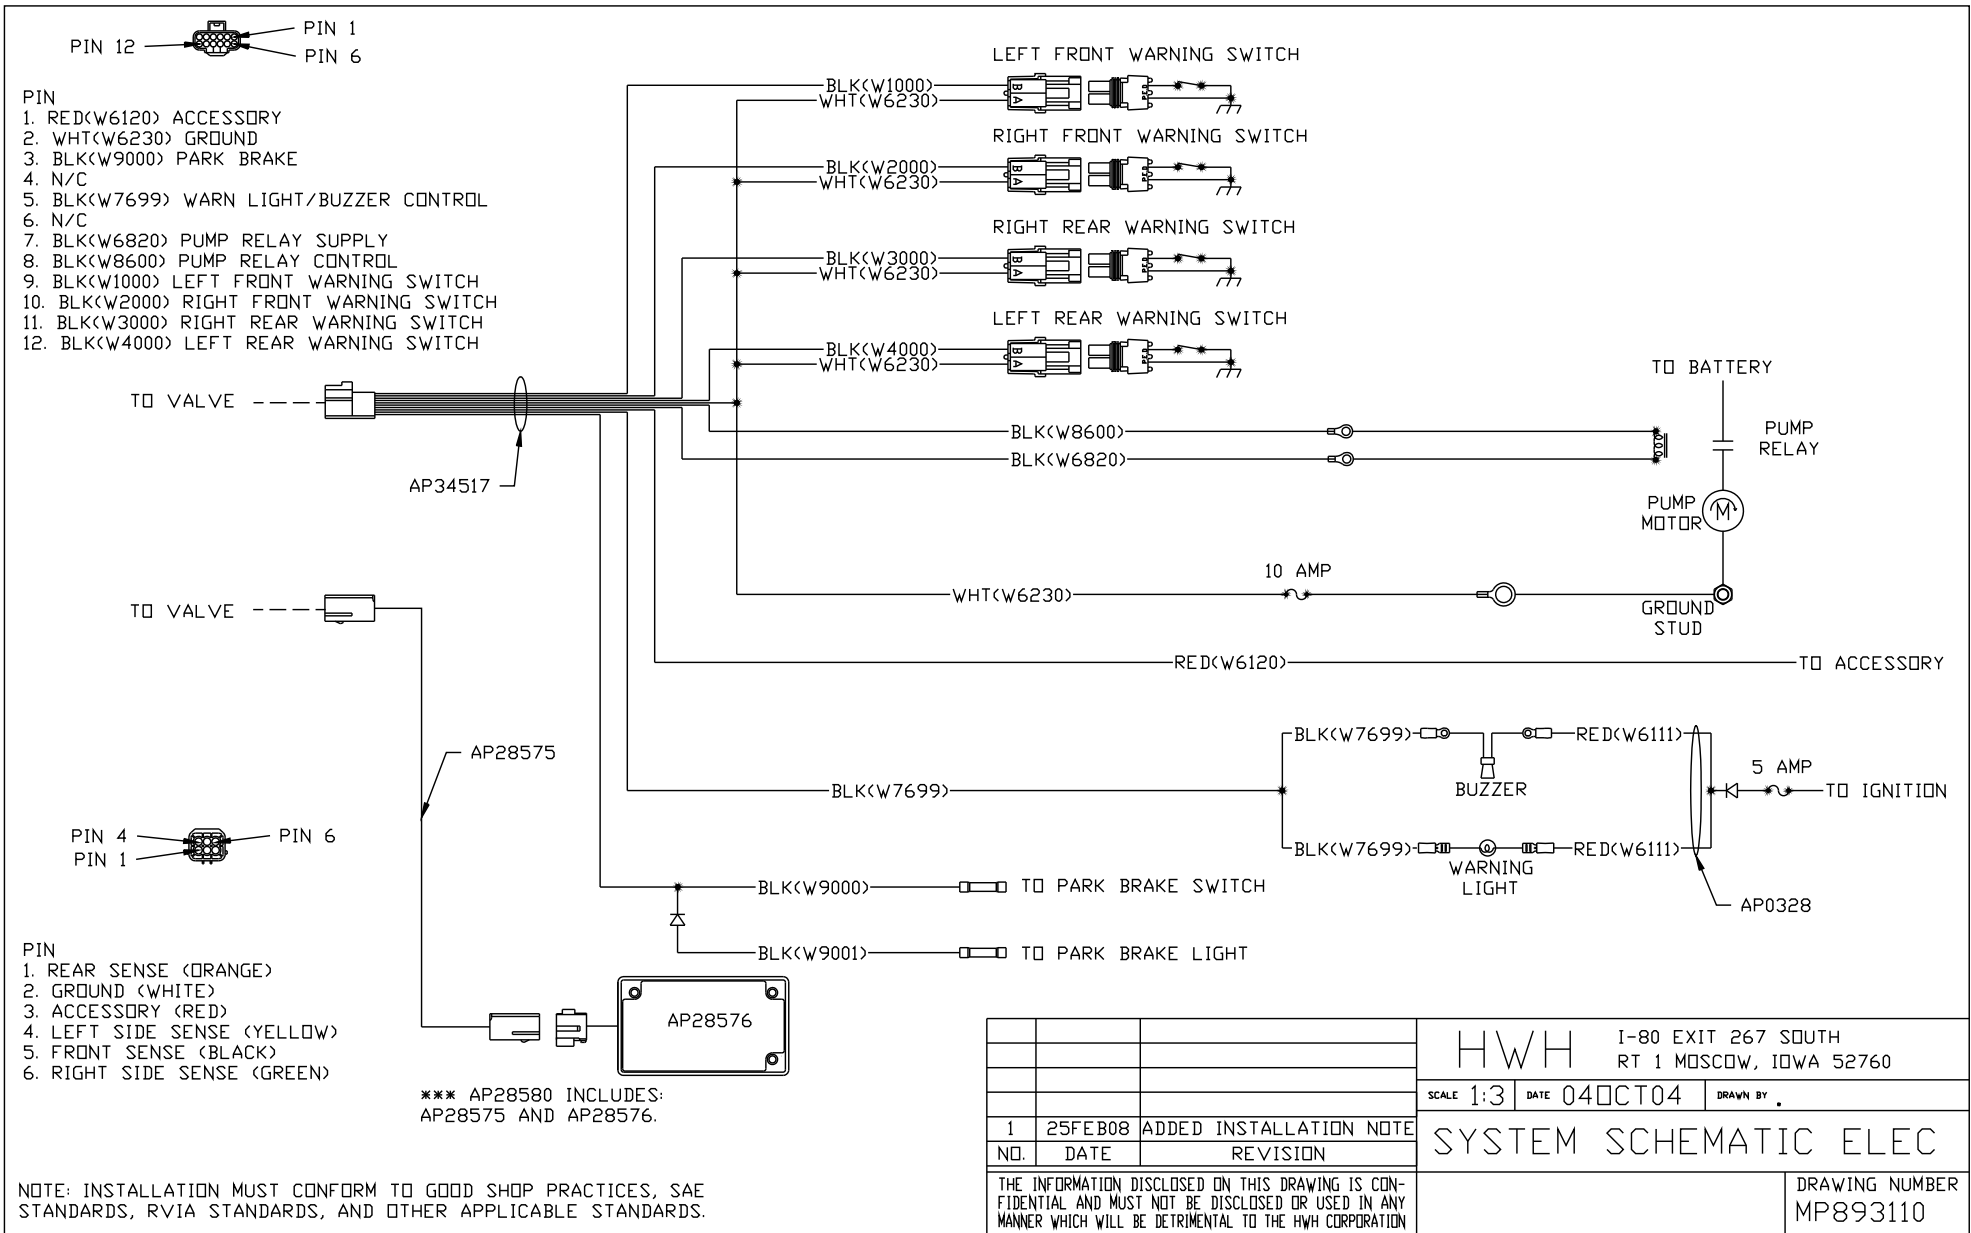 PIN 1
PIN 12
PIN 6
PIN
1. RED(W6120) ACCESSORY
2. WHT(W6230) GROUND
3. BLK(W9000) PARK BRAKE
4. N/C
5. BLK(W7699) WARN LIGHT/BUZZER CONTROL
6. N/C
7. BLK(W6820) PUMP RELAY SUPPLY
8. BLK(W8600) PUMP RELAY CONTROL
9. BLK(W1000) LEFT FRONT WARNING SWITCH
10. BLK(W2000) RIGHT FRONT WARNING SWITCH
11. BLK(W3000) RIGHT REAR WARNING SWITCH
12. BLK(W4000) LEFT REAR WARNING SWITCH
LEFT FRONT WARNING SWITCH
BLK(W1000)
WHT(W6230)
B
A
RIGHT FRONT WARNING SWITCH
BLK(W2000)
WHT(W6230)
B
A
RIGHT REAR WARNING SWITCH
BLK(W3000)
WHT(W6230)
B
A
LEFT REAR WARNING SWITCH
BLK(W4000)
WHT(W6230)
B
A
TO VALVE
AP34517
TO BATTERY
BLK(W8600)
PUMP
RELAY
BLK(W6820)
PUMP
MOTOR
M
10 AMP
WHT(W6230)
GROUND
STUD
RED(W6120)
TO ACCESSORY
TO VALVE
AP28575
BLK(W7699)
RED(W6111)
BUZZER
5 AMP
BLK(W7699)
TO IGNITION
BLK(W7699)
RED(W6111)
WARNING
LIGHT
AP0328
PIN 4
PIN 6
PIN 1
BLK(W9000)
TO PARK BRAKE SWITCH
BLK(W9001)
TO PARK BRAKE LIGHT
PIN
1. REAR SENSE (ORANGE)
2. GROUND (WHITE)
3. ACCESSORY (RED)
4. LEFT SIDE SENSE (YELLOW)
5. FRONT SENSE (BLACK)
6. RIGHT SIDE SENSE (GREEN)
AP28576
*** AP28580 INCLUDES:
AP28575 AND AP28576.
NOTE: INSTALLATION MUST CONFORM TO GOOD SHOP PRACTICES, SAE
STANDARDS, RVIA STANDARDS, AND OTHER APPLICABLE STANDARDS.
1 25FEB08 ADDED INSTALLATION NOTE
NO. DATE REVISION
THE INFORMATION DISCLOSED ON THIS DRAWING IS CON-
FIDENTIAL AND MUST NOT BE DISCLOSED OR USED IN ANY
MANNER WHICH WILL BE DETRIMENTAL TO THE HWH CORPORATION
HWH
I-80 EXIT 267 SOUTH
RT 1 MOSCOW, IOWA 52760
SCALE 1:3 DATE 04OCT04 DRAWN BY .
SYSTEM SCHEMATIC ELEC
DRAWING NUMBER
MP893110